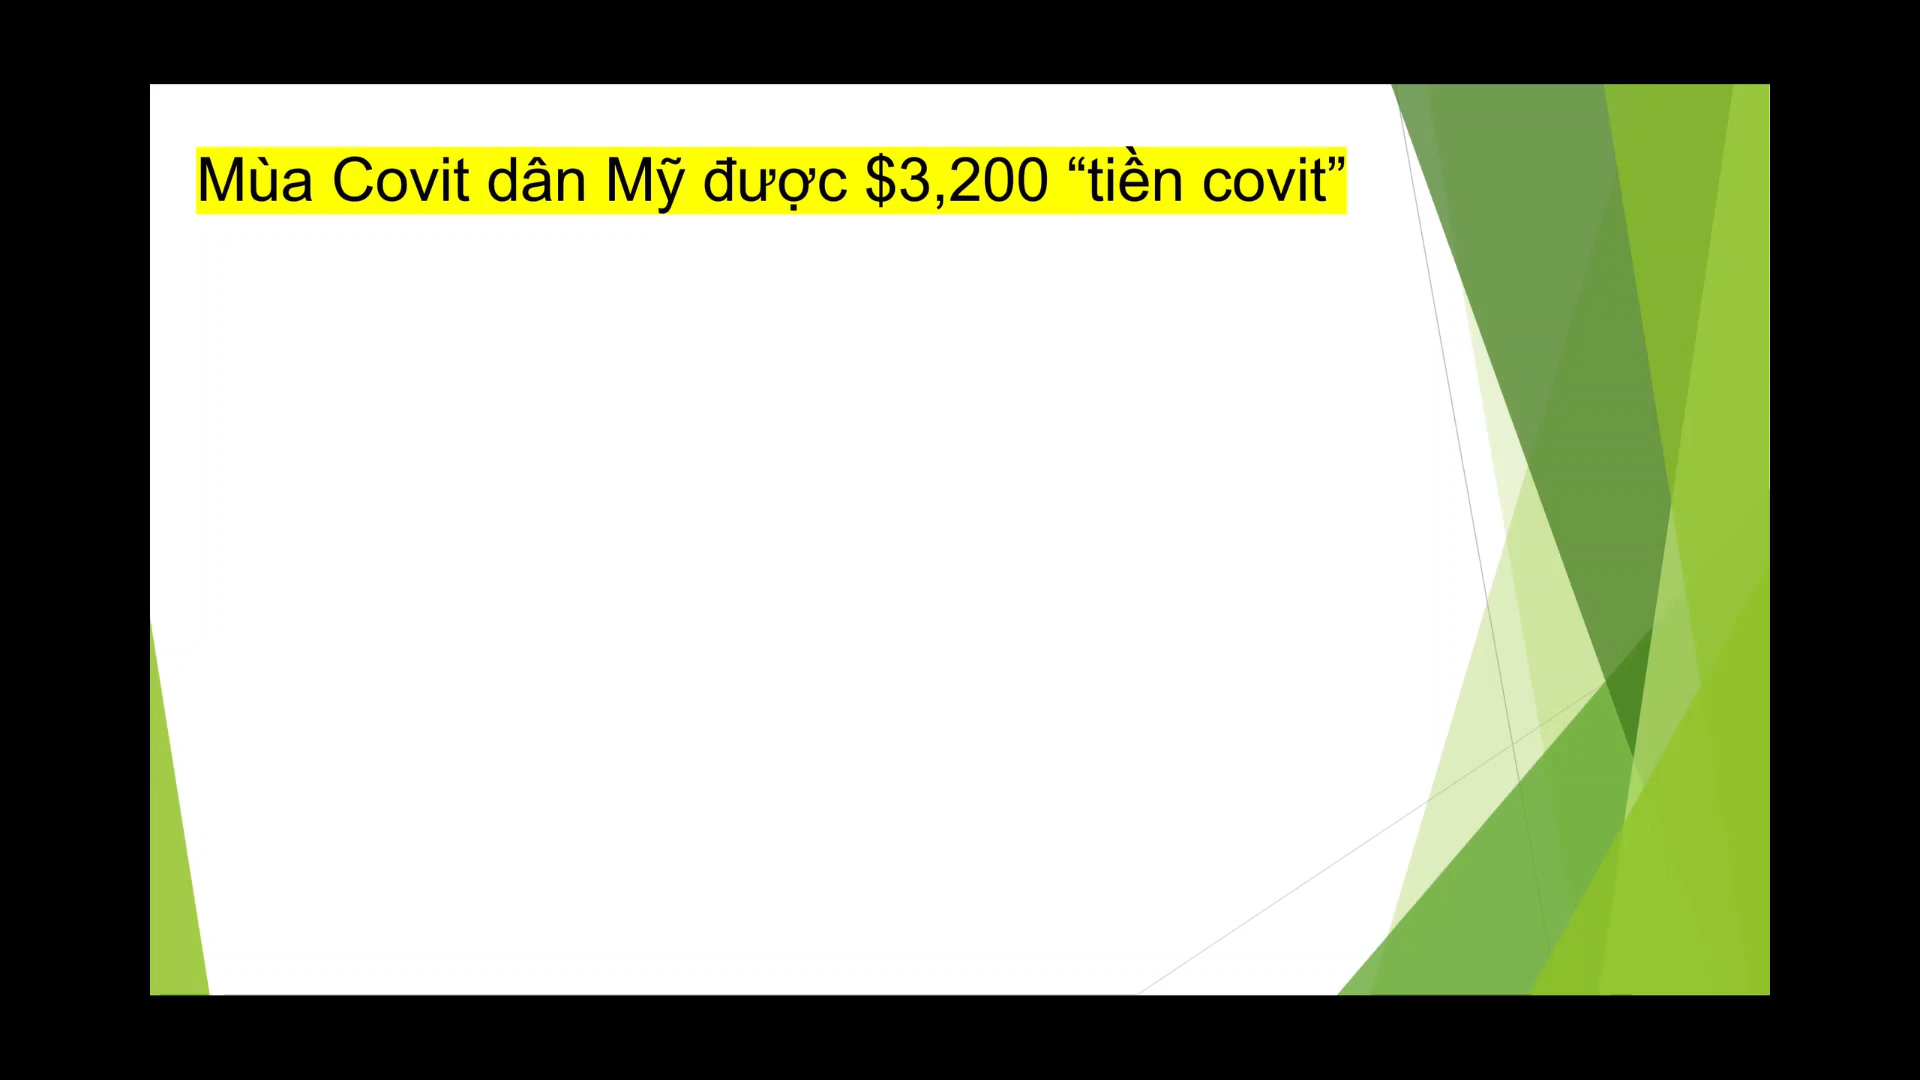 Mùa Covit dân Mỹ được $3,200 “tiền covit”